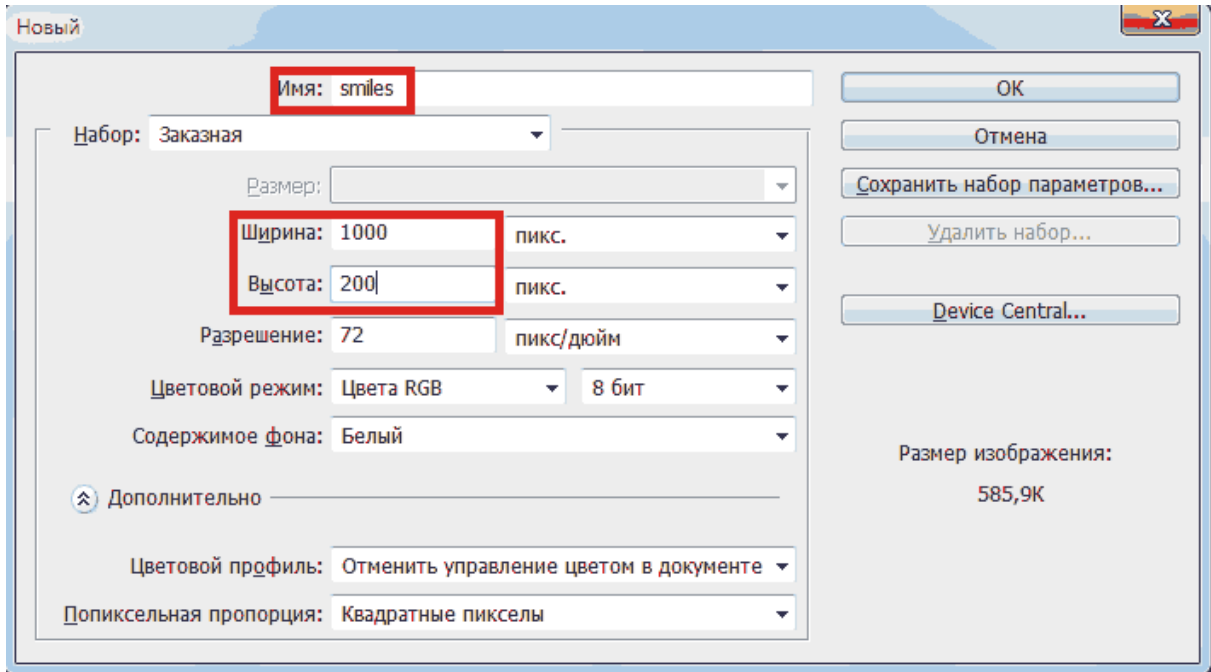 Новый
Имя: smiles
OK
Набор: Заказная
Отмена
Размер:
Сохранить набор параметров...
Ширина: 1000 пикс.
Удалить набор...
Высота: 200 пикс.
Device Central...
Разрешение: 72 пикс/дюйм
Цветовой режим: Цвета RGB 8 бит
Содержимое фона: Белый
Размер изображения:
585,9K
Дополнительно
Цветовой профиль: Отменить управление цветом в документе
Попиксельная пропорция: Квадратные пикселы